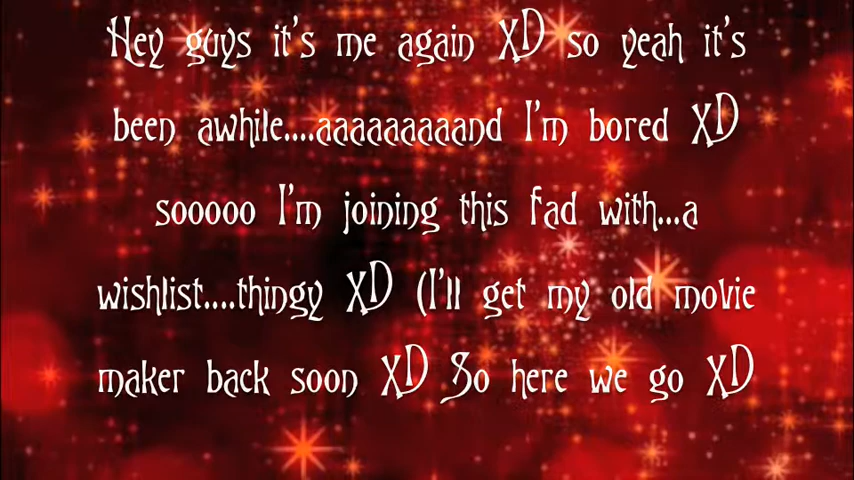 Hey guys it's me again XD so yeah it's
been awhile....aaaaaaaaand I'm bored XD
sooooo I'm joining this fad with...a
wishlist....thingy XD (I'll get my old movie
maker back soon XD So here we go XD